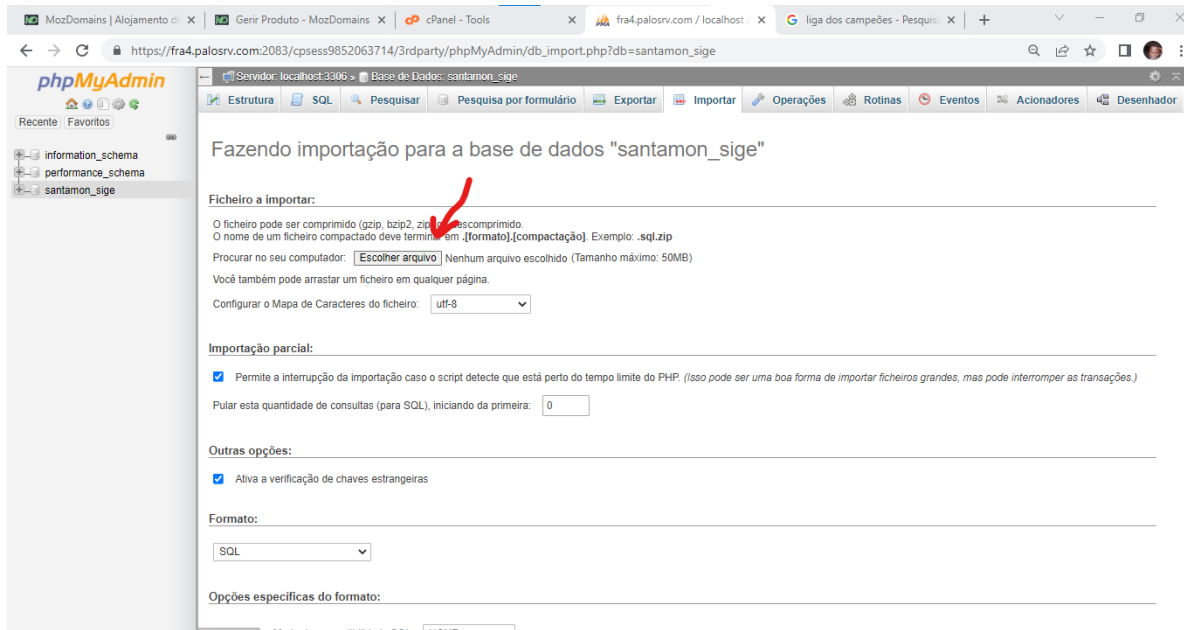 MozDomains | Alojamento d
Gerir Produto - MozDomains
cPanel - Tools
fra4.palosrv.com / localhost
liga dos campeões - Pesquis
https://fra4.palosrv.com:2083/cpsess9852063714/3rdparty/phpMyAdmin/db_import.php?db=santamon_sige
phpMyAdmin
Recente Favoritos
information_schema
performance_schema
santamon_sige
Servidor: localhost:3306 » Base de Dados: santamon_sige
Estrutura SQL Pesquisar Pesquisa por formulário Exportar Importar Operações Rotinas Eventos Acionadores Desenhador
Fazendo importação para a base de dados "santamon_sige"
Ficheiro a importar:
O ficheiro pode ser comprimido (gzip, bzip2, zip) descomprimido.
O nome de um ficheiro compactado deve terminar em .[formato].[compactação]. Exemplo: .sql.zip
Procurar no seu computador: Escolher arquivo Nenhum arquivo escolhido (Tamanho máximo: 50MB)
Você também pode arrastar um ficheiro em qualquer página.
Configurar o Mapa de Caracteres do ficheiro: utf-8
Importação parcial:
Permite a interrupção da importação caso o script detecte que está perto do tempo limite do PHP. (Isso pode ser uma boa forma de importar ficheiros grandes, mas pode interromper as transações.)
Pular esta quantidade de consultas (para SQL), iniciando da primeira: 0
Outras opções:
Ativa a verificação de chaves estrangeiras
Formato:
SQL
Opções específicas do formato: